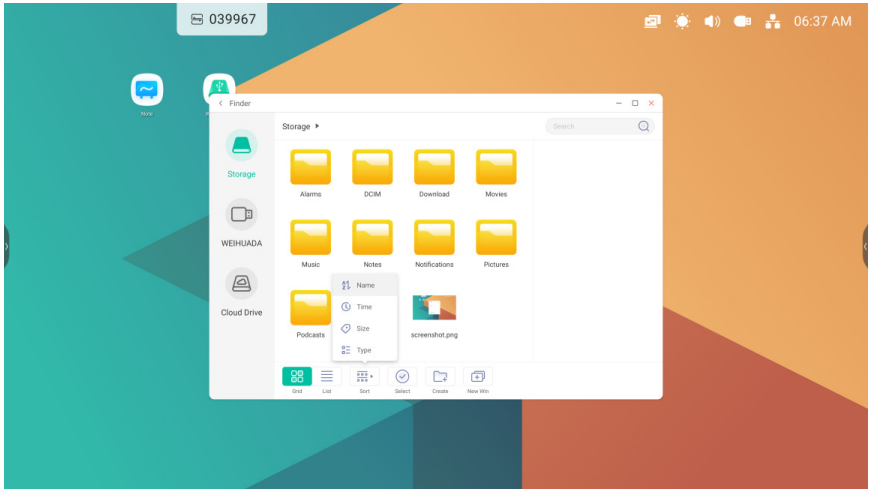 039967
06:37 AM
Note
Finder
Storage
Search
Storage
WEIHUADA
Cloud Drive
Alarms
DCIM
Download
Movies
Music
Notes
Notifications
Pictures
Podcasts
screenshot.png
Name
Time
Size
Type
Grid
List
Sort
Select
Create
New Win